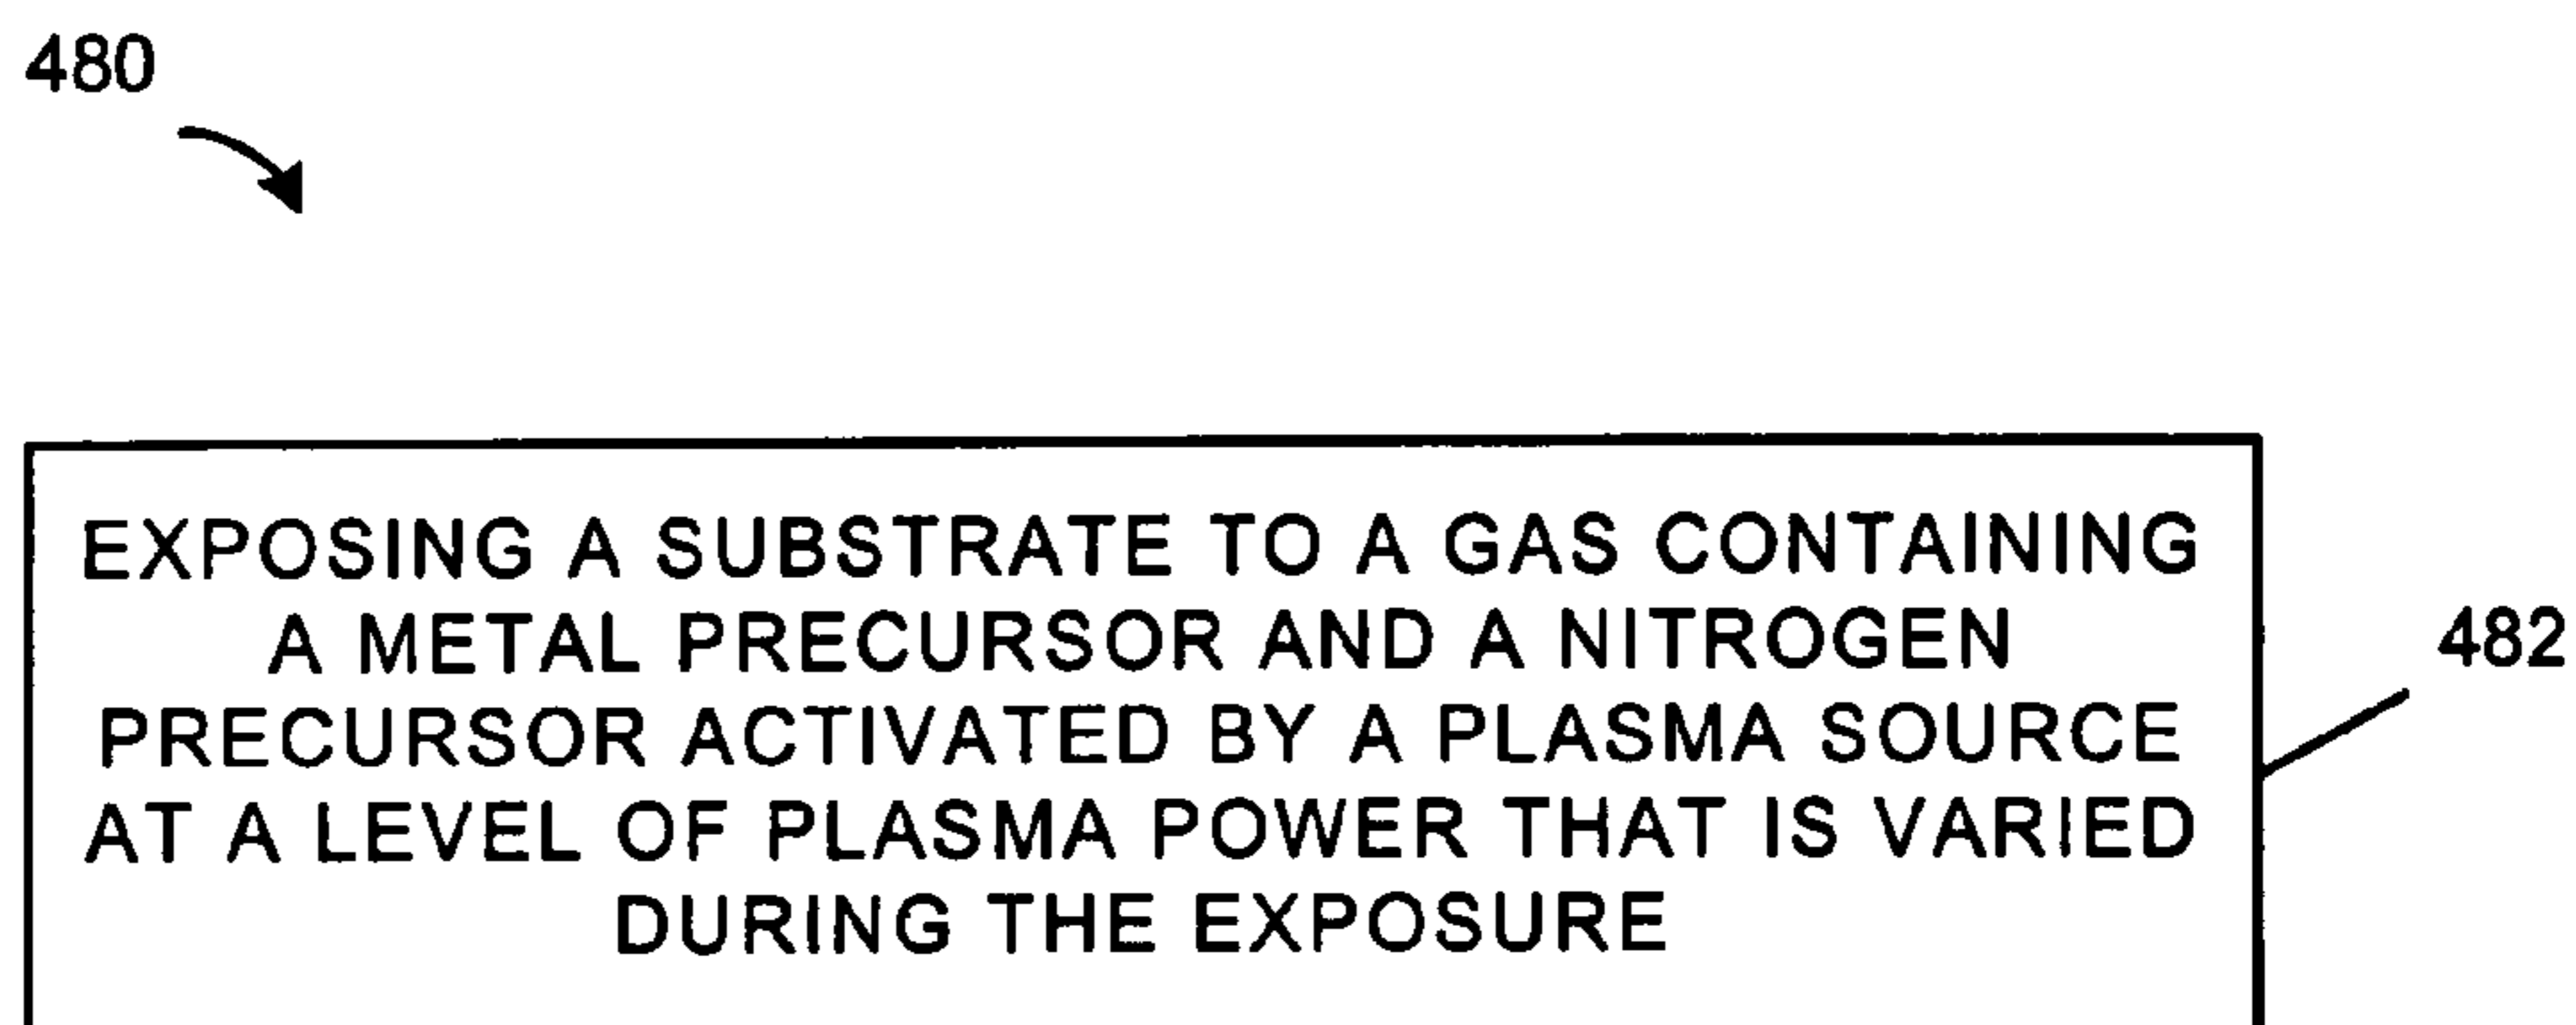 480
EXPOSING A SUBSTRATE TO A GAS CONTAINING
A METAL PRECURSOR AND A NITROGEN
PRECURSOR ACTIVATED BY A PLASMA SOURCE
AT A LEVEL OF PLASMA POWER THAT IS VARIED
DURING THE EXPOSURE
482